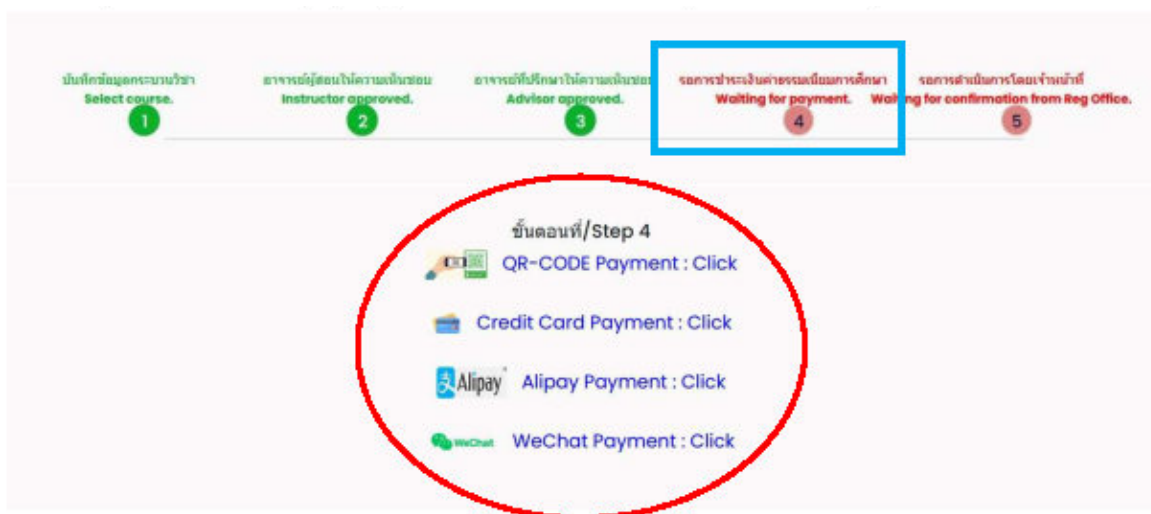 บันทึกข้อมูลกระบวนวิชา
Select course.
1
อาจารย์ผู้สอนให้ความเห็นชอบ
Instructor approved.
2
อาจารย์ที่ปรึกษาให้ความเห็นชอบ
Advisor approved.
3
รอการชำระเงินค่าธรรมเนียมการศึกษา
Waiting for payment.
4
รอการดำเนินการโดยเจ้าหน้าที่
Waiting for confirmation from Reg Office.
5
ขั้นตอนที่/Step 4
QR-CODE Payment : Click
Credit Card Payment : Click
Alipay Alipay Payment : Click
WeChat WeChat Payment : Click